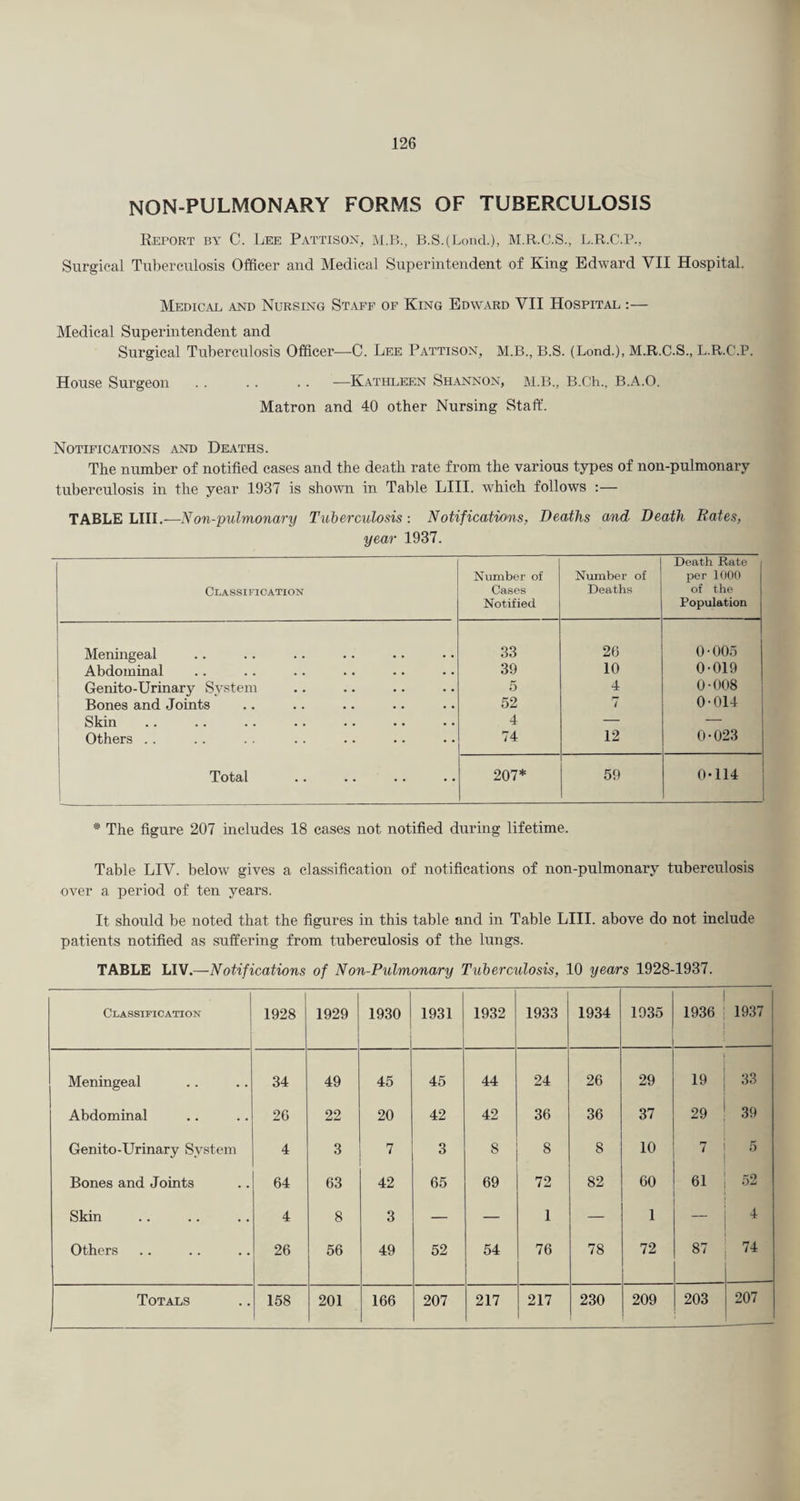 126
NON-PULMONARY FORMS OF TUBERCULOSIS
Report by C. Lee Pattison, M.B., B.S.(Lond.), M.R.C.S., L.R.C.P.,
Surgical Tuberculosis Officer and Medical Superintendent of King Edward VII Hospital.
Medical and Nursing Staff of King Edward VII Hospital :—
Medical Superintendent and
Surgical Tuberculosis Officer—C. Lee Pattison, M.B., B.S. (Lond.), M.R.C.S., L.R.C.P.
House Surgeon .. .. .. —Kathleen Shannon, M.B., B.Ch., B.A.O.
Matron and 40 other Nursing Staff.
Notifications and Deaths.
The number of notified cases and the death rate from the various types of non-pulmonary
tuberculosis in the year 1937 is shown in Table LIII. which follows :—
TABLE LIII.—Non-pulmonary Tuberculosis : Notifications, Deaths and Death Rates,
year 1937.
Classification | Number of Cases Notified | Number of Deaths | Death Rate per 1000 of the Population
Meningeal .. .. .. .. .. .. 33 26 0·005
Abdominal .. .. .. .. .. .. 39 10 0·019
Genito-Urinary System .. .. .. .. 5 4 0·008
Bones and Joints .. .. .. .. .. 52 7 0·014
Skin .. .. .. .. .. .. .. 4 — —
Others .. .. .. .. .. .. .. 74 12 0·023
Total .. .. .. .. 207* 59 0·114
* The figure 207 includes 18 cases not notified during lifetime.
Table LIV. below gives a classification of notifications of non-pulmonary tuberculosis
over a period of ten years.
It should be noted that the figures in this table and in Table LIII. above do not include
patients notified as suffering from tuberculosis of the lungs.
TABLE LIV.—Notifications of Non-Pulmonary Tuberculosis, 10 years 1928-1937.
Classification 1928 1929 1930 1931 1932 1933 1934 1935 1936 1937
Meningeal .. .. 34 49 45 45 44 24 26 29 19 33
Abdominal .. .. 26 22 20 42 42 36 36 37 29 39
Genito-Urinary System 4 3 7 3 8 8 8 10 7 5
Bones and Joints .. 64 63 42 65 69 72 82 60 61 52
Skin .. .. .. 4 8 3 — — 1 — 1 — 4
Others .. .. .. 26 56 49 52 54 76 78 72 87 74
Totals .. 158 201 166 207 217 217 230 209 203 207